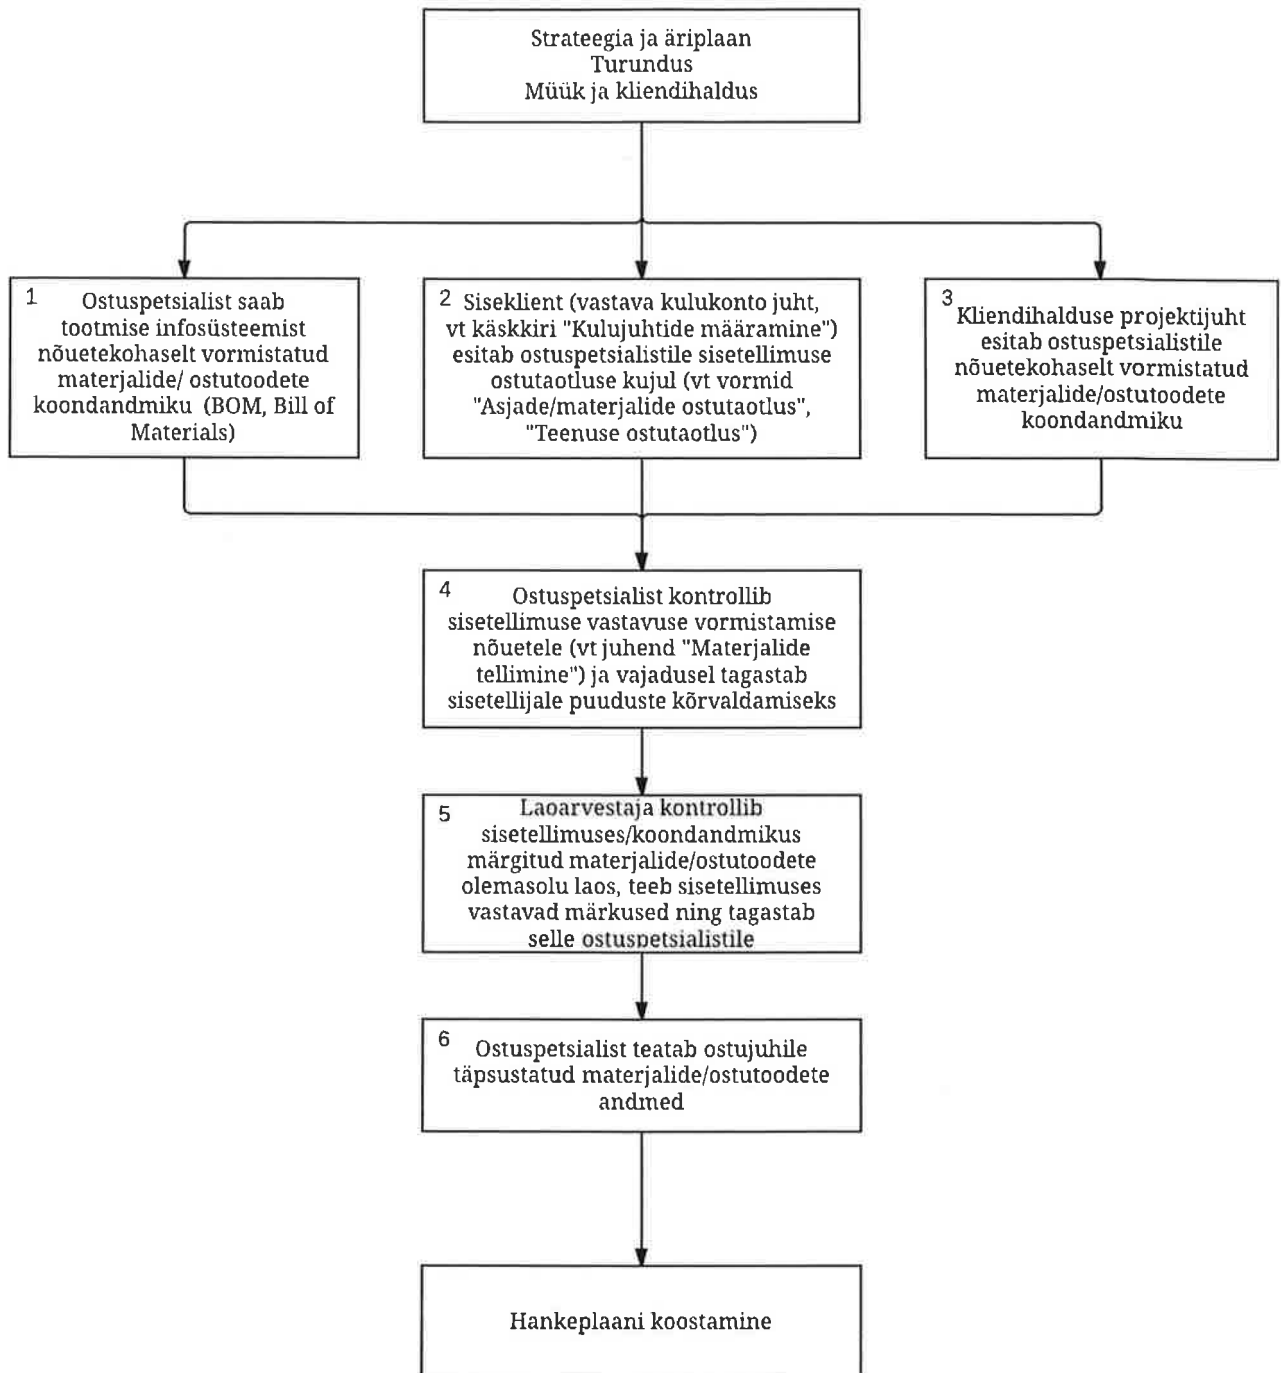 Strateegia ja äriplaan
Turundus
Müük ja kliendihaldus
1
Ostuspetsialist saab
tootmise infosüsteemist
nõuetekohaselt vormistatud
materjalide/ ostutoodete
koondandmiku (BOM, Bill of
Materials)
2
Siseklient (vastava kulukonto juht,
vt käskkiri "Kulujuhtide määramine")
esitab ostuspetsialistile sisetellimuse
ostutaotluse kujul (vt vormid
"Asjade/materjalide ostutaotlus",
"Teenuse ostutaotlus")
3
Kliendihalduse projektijuht
esitab ostuspetsialistile
nõuetekohaselt vormistatud
materjalide/ostutoodete
koondandmiku
4
Ostuspetsialist kontrollib
sisetellimuse vastavuse vormistamise
nõuetele (vt juhend "Materjalide
tellimine") ja vajadusel tagastab
sisetellijale puuduste kõrvaldamiseks
5
Laoarvestaja kontrollib
sisetellimuses/koondandmikus
märgitud materjalide/ostutoodete
olemasolu laos, teeb sisetellimuses
vastavad märkused ning tagastab
selle ostuspetsialistile
6
Ostuspetsialist teatab ostujuhile
täpsustatud materjalide/ostutoodete
andmed
Hankeplaani koostamine